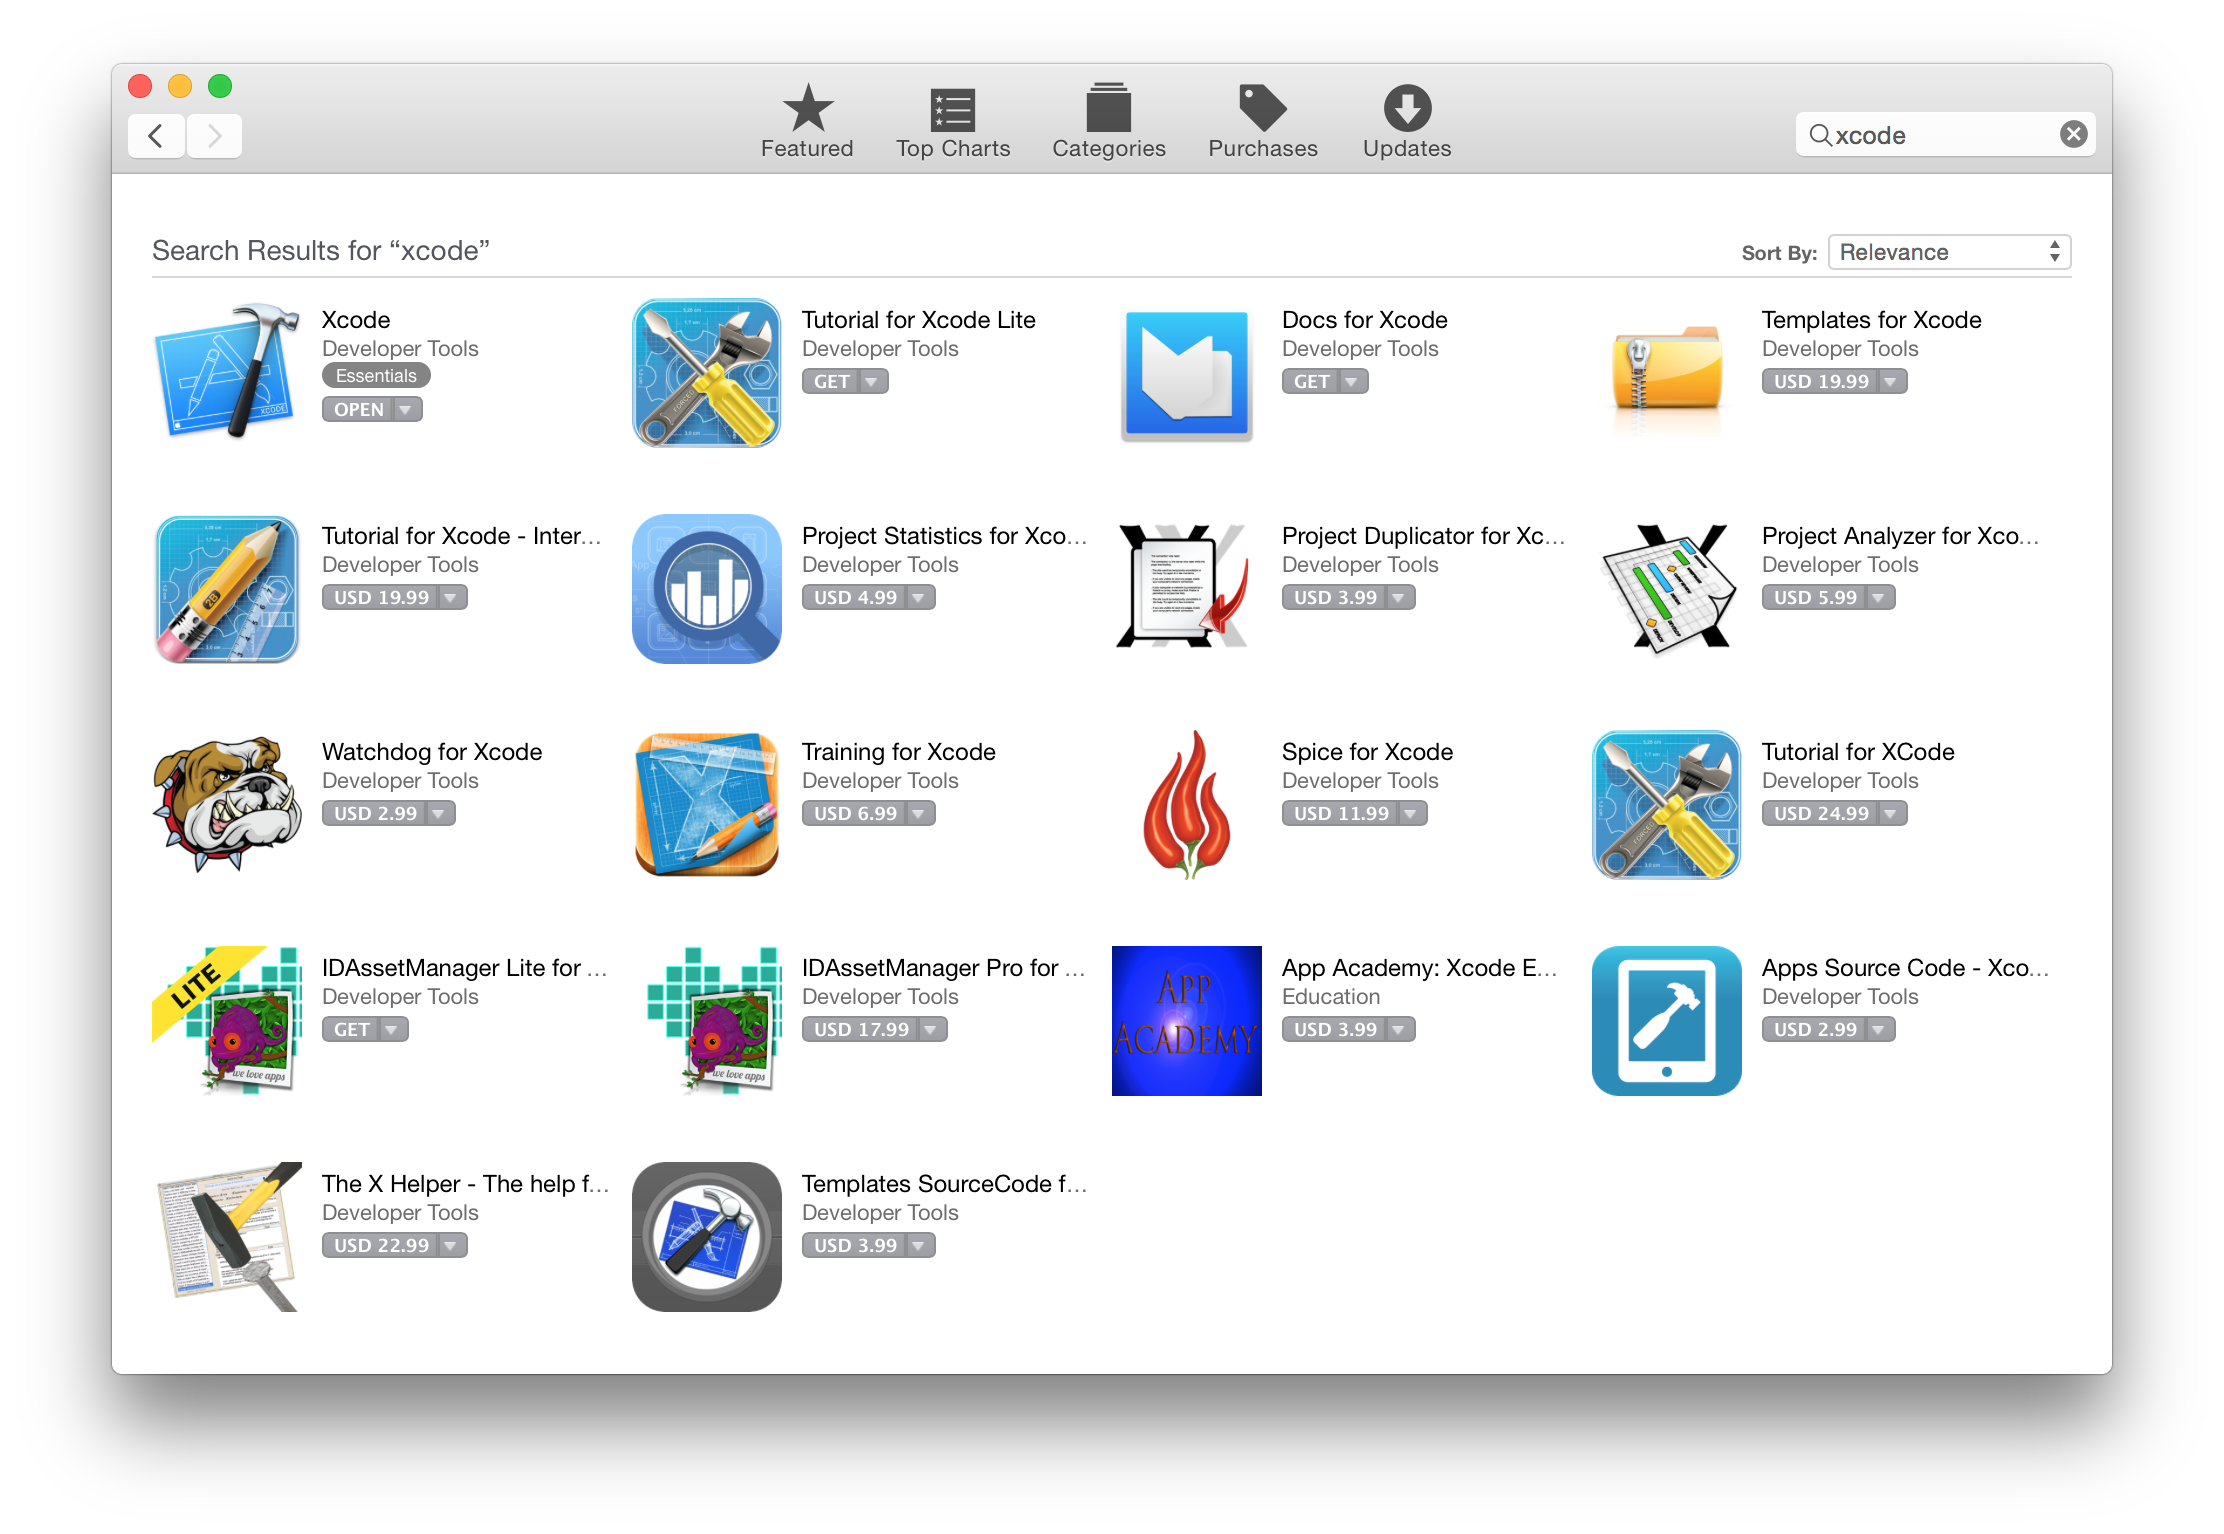 Featured
Top Charts
Categories
Purchases
Updates
xcode
Search Results for “xcode”
Sort By: Relevance
Xcode
Developer Tools
Essentials
OPEN
XCODE
Tutorial for Xcode Lite
Developer Tools
GET
Docs for Xcode
Developer Tools
GET
Templates for Xcode
Developer Tools
USD 19.99
Tutorial for Xcode - Inter...
Developer Tools
USD 19.99
2B
Project Statistics for Xco...
Developer Tools
USD 4.99
Project Duplicator for Xc...
Developer Tools
USD 3.99
Project Analyzer for Xco...
Developer Tools
USD 5.99
Watchdog for Xcode
Developer Tools
USD 2.99
Training for Xcode
Developer Tools
USD 6.99
Spice for Xcode
Developer Tools
USD 11.99
Tutorial for XCode
Developer Tools
USD 24.99
LITE
we love apps
IDAssetManager Lite for ...
Developer Tools
GET
we love apps
IDAssetManager Pro for ...
Developer Tools
USD 17.99
APP
ACADEMY
App Academy: Xcode E...
Education
USD 3.99
Apps Source Code - Xco...
Developer Tools
USD 2.99
The X Helper - The help f...
Developer Tools
USD 22.99
Templates SourceCode f...
Developer Tools
USD 3.99